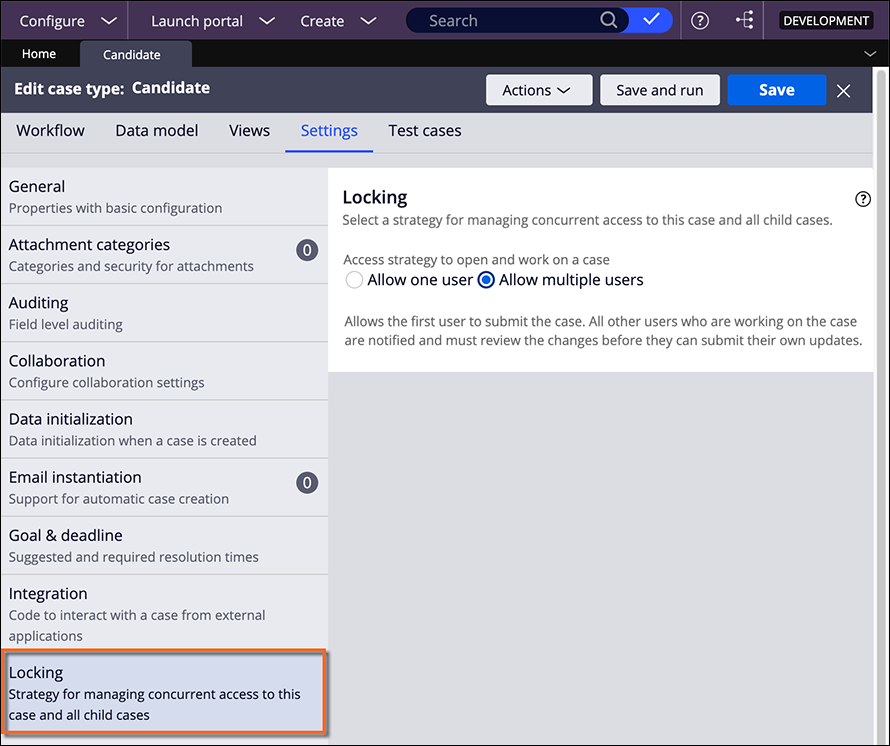 Configure Launch portal Create Search ? DEVELOPMENT
Home Candidate
Edit case type: Candidate Actions Save and run Save
Workflow Data model Views Settings Test cases
General
Properties with basic configuration
Attachment categories 0
Categories and security for attachments
Auditing
Field level auditing
Collaboration
Configure collaboration settings
Data initialization
Data initialization when a case is created
Email instantiation 0
Support for automatic case creation
Goal & deadline
Suggested and required resolution times
Integration
Code to interact with a case from external
applications
Locking
Strategy for managing concurrent access to this
case and all child cases
Locking ?
Select a strategy for managing concurrent access to this case and all child cases.
Access strategy to open and work on a case
Allow one user Allow multiple users
Allows the first user to submit the case. All other users who are working on the case
are notified and must review the changes before they can submit their own updates.